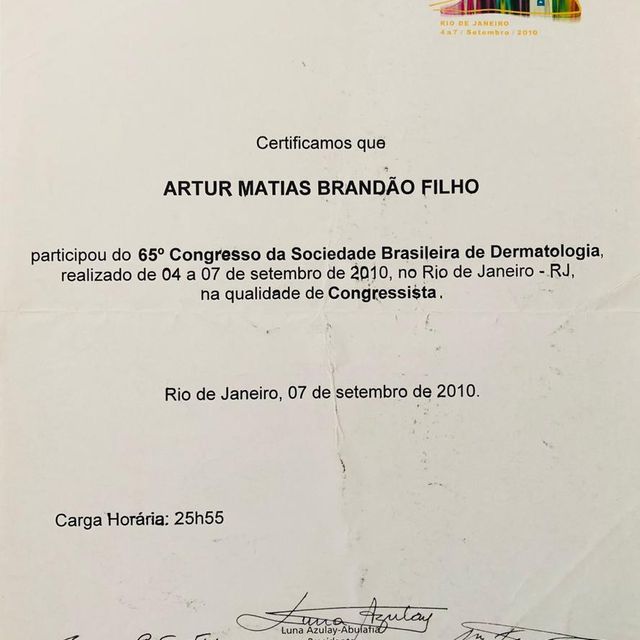 RIO DE JANEIRO
4 a 7 / Setembro / 2010
Certificamos que
ARTUR MATIAS BRANDÃO FILHO
participou do 65º Congresso da Sociedade Brasileira de Dermatologia,
realizado de 04 a 07 de setembro de 2010, no Rio de Janeiro - RJ,
na qualidade de Congressista.
Rio de Janeiro, 07 de setembro de 2010.
Carga Horária: 25h55
Luna Azulay
Luna Azulay-Abulafia